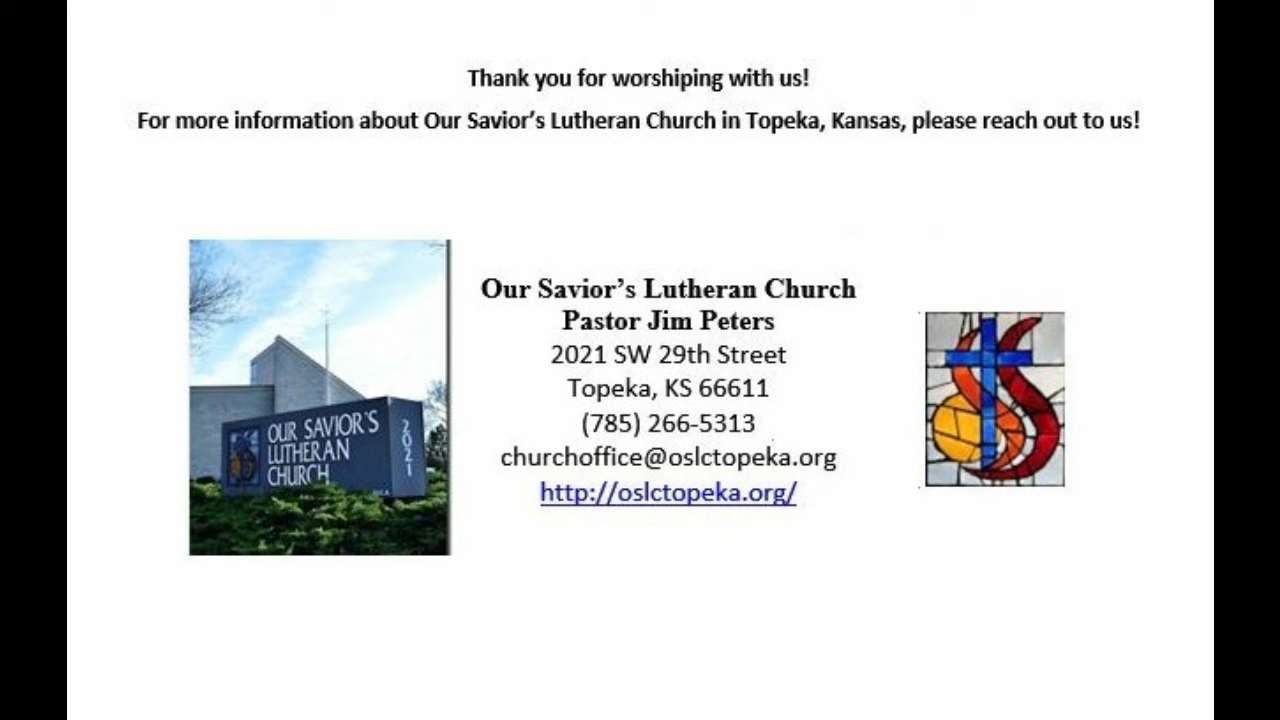 Thank you for worshiping with us!
For more information about Our Savior’s Lutheran Church in Topeka, Kansas, please reach out to us!
OUR SAVIOR'S
LUTHERAN
CHURCH
2021
Our Savior’s Lutheran Church
Pastor Jim Peters
2021 SW 29th Street
Topeka, KS 66611
(785) 266-5313
churchoffice@oslctopeka.org
http://oslctopeka.org/